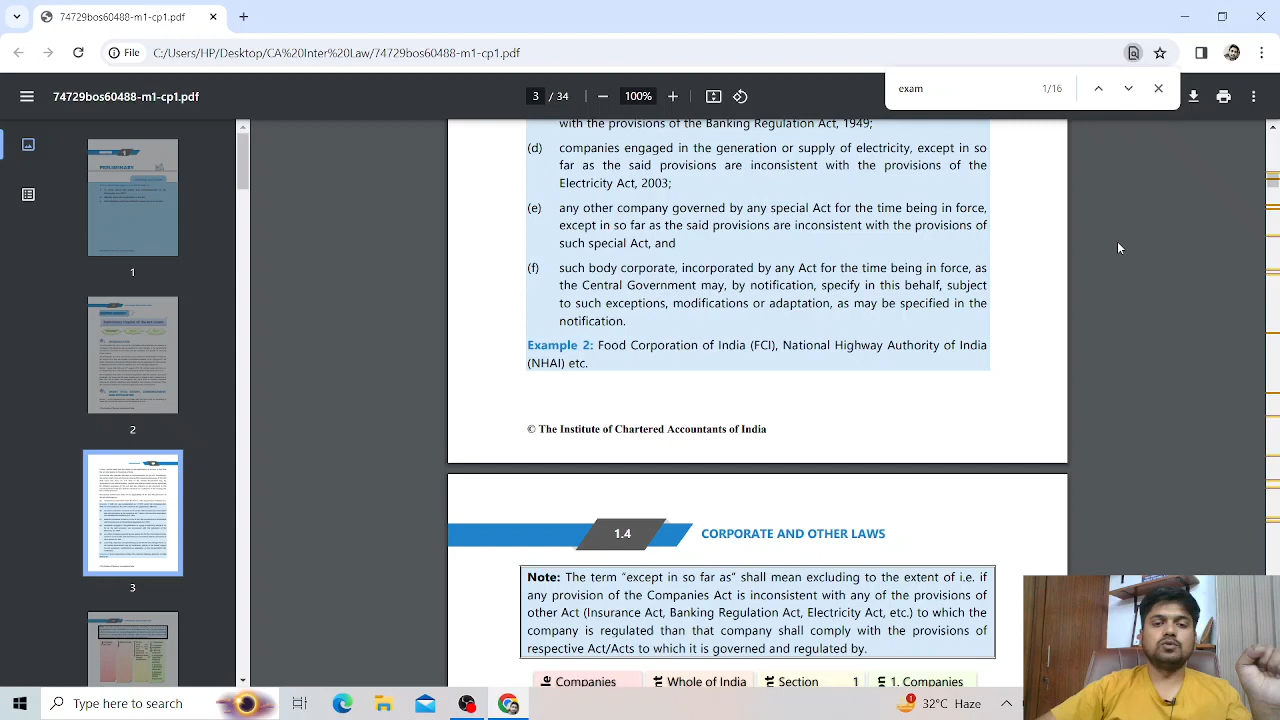 74729bos60488-m1-cp1.pdf
File C:/Users/HP/Desktop/CA%20Inter%20Law/74729bos60488-m1-cp1.pdf
exam 1/16
74729bos60488-m1-cp1.pdf
3 / 34
100%
with the provisions of the Banking Regulation Act, 1949;
companies engaged in the generation or supply of electricity, except in so
far as the said provisions are inconsistent with the provisions of the
Electricity Act, 2003;
(e) any other company governed by any special Act for the time being in force,
except in so far as the said provisions are inconsistent with the provisions of
such special Act, and
(f) such body corporate, incorporated by any Act for the time being in force, as
the Central Government may, by notification, specify in this behalf, subject
to such exceptions, modifications or adaptation, as may be specified in the
notification.
Example 2: Food Corporation of India (FCI), National Highway Authority of India
(NHAI) etc.
© The Institute of Chartered Accountants of India
1.4
CORPORATE AND OTHER LAWS
Note: The term “except in so far as” shall mean excluding to the extent of i.e. if
any provision of the Companies Act is inconsistent with any of the provisions of
other Act (Insurance Act, Banking Regulation Act, Electricity Act, etc.) to which the
company is regulated than that company shall comply with the provisions of
respective Act/Acts to which it is governed and regulated by.
Companies
Whole of India
Section 1
1. Companies
PRELIMINARY
1
2
3
Type here to search
32°C Haze